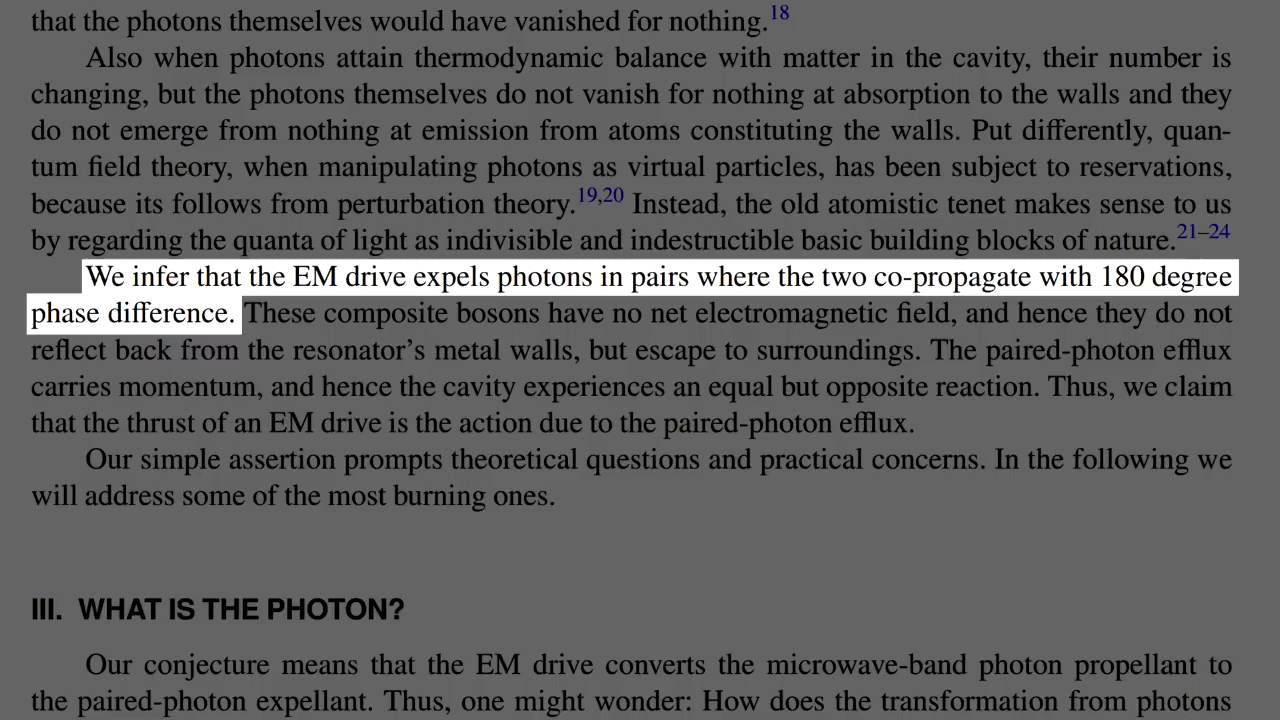 that the photons themselves would have vanished for nothing.18
Also when photons attain thermodynamic balance with matter in the cavity, their number is
changing, but the photons themselves do not vanish for nothing at absorption to the walls and they
do not emerge from nothing at emission from atoms constituting the walls. Put differently, quan-
tum field theory, when manipulating photons as virtual particles, has been subject to reservations,
because its follows from perturbation theory.19,20 Instead, the old atomistic tenet makes sense to us
by regarding the quanta of light as indivisible and indestructible basic building blocks of nature.21–24
We infer that the EM drive expels photons in pairs where the two co-propagate with 180 degree
phase difference. These composite bosons have no net electromagnetic field, and hence they do not
reflect back from the resonator's metal walls, but escape to surroundings. The paired-photon efflux
carries momentum, and hence the cavity experiences an equal but opposite reaction. Thus, we claim
that the thrust of an EM drive is the action due to the paired-photon efflux.
Our simple assertion prompts theoretical questions and practical concerns. In the following we
will address some of the most burning ones.
III. WHAT IS THE PHOTON?
Our conjecture means that the EM drive converts the microwave-band photon propellant to
the paired-photon expellant. Thus, one might wonder: How does the transformation from photons